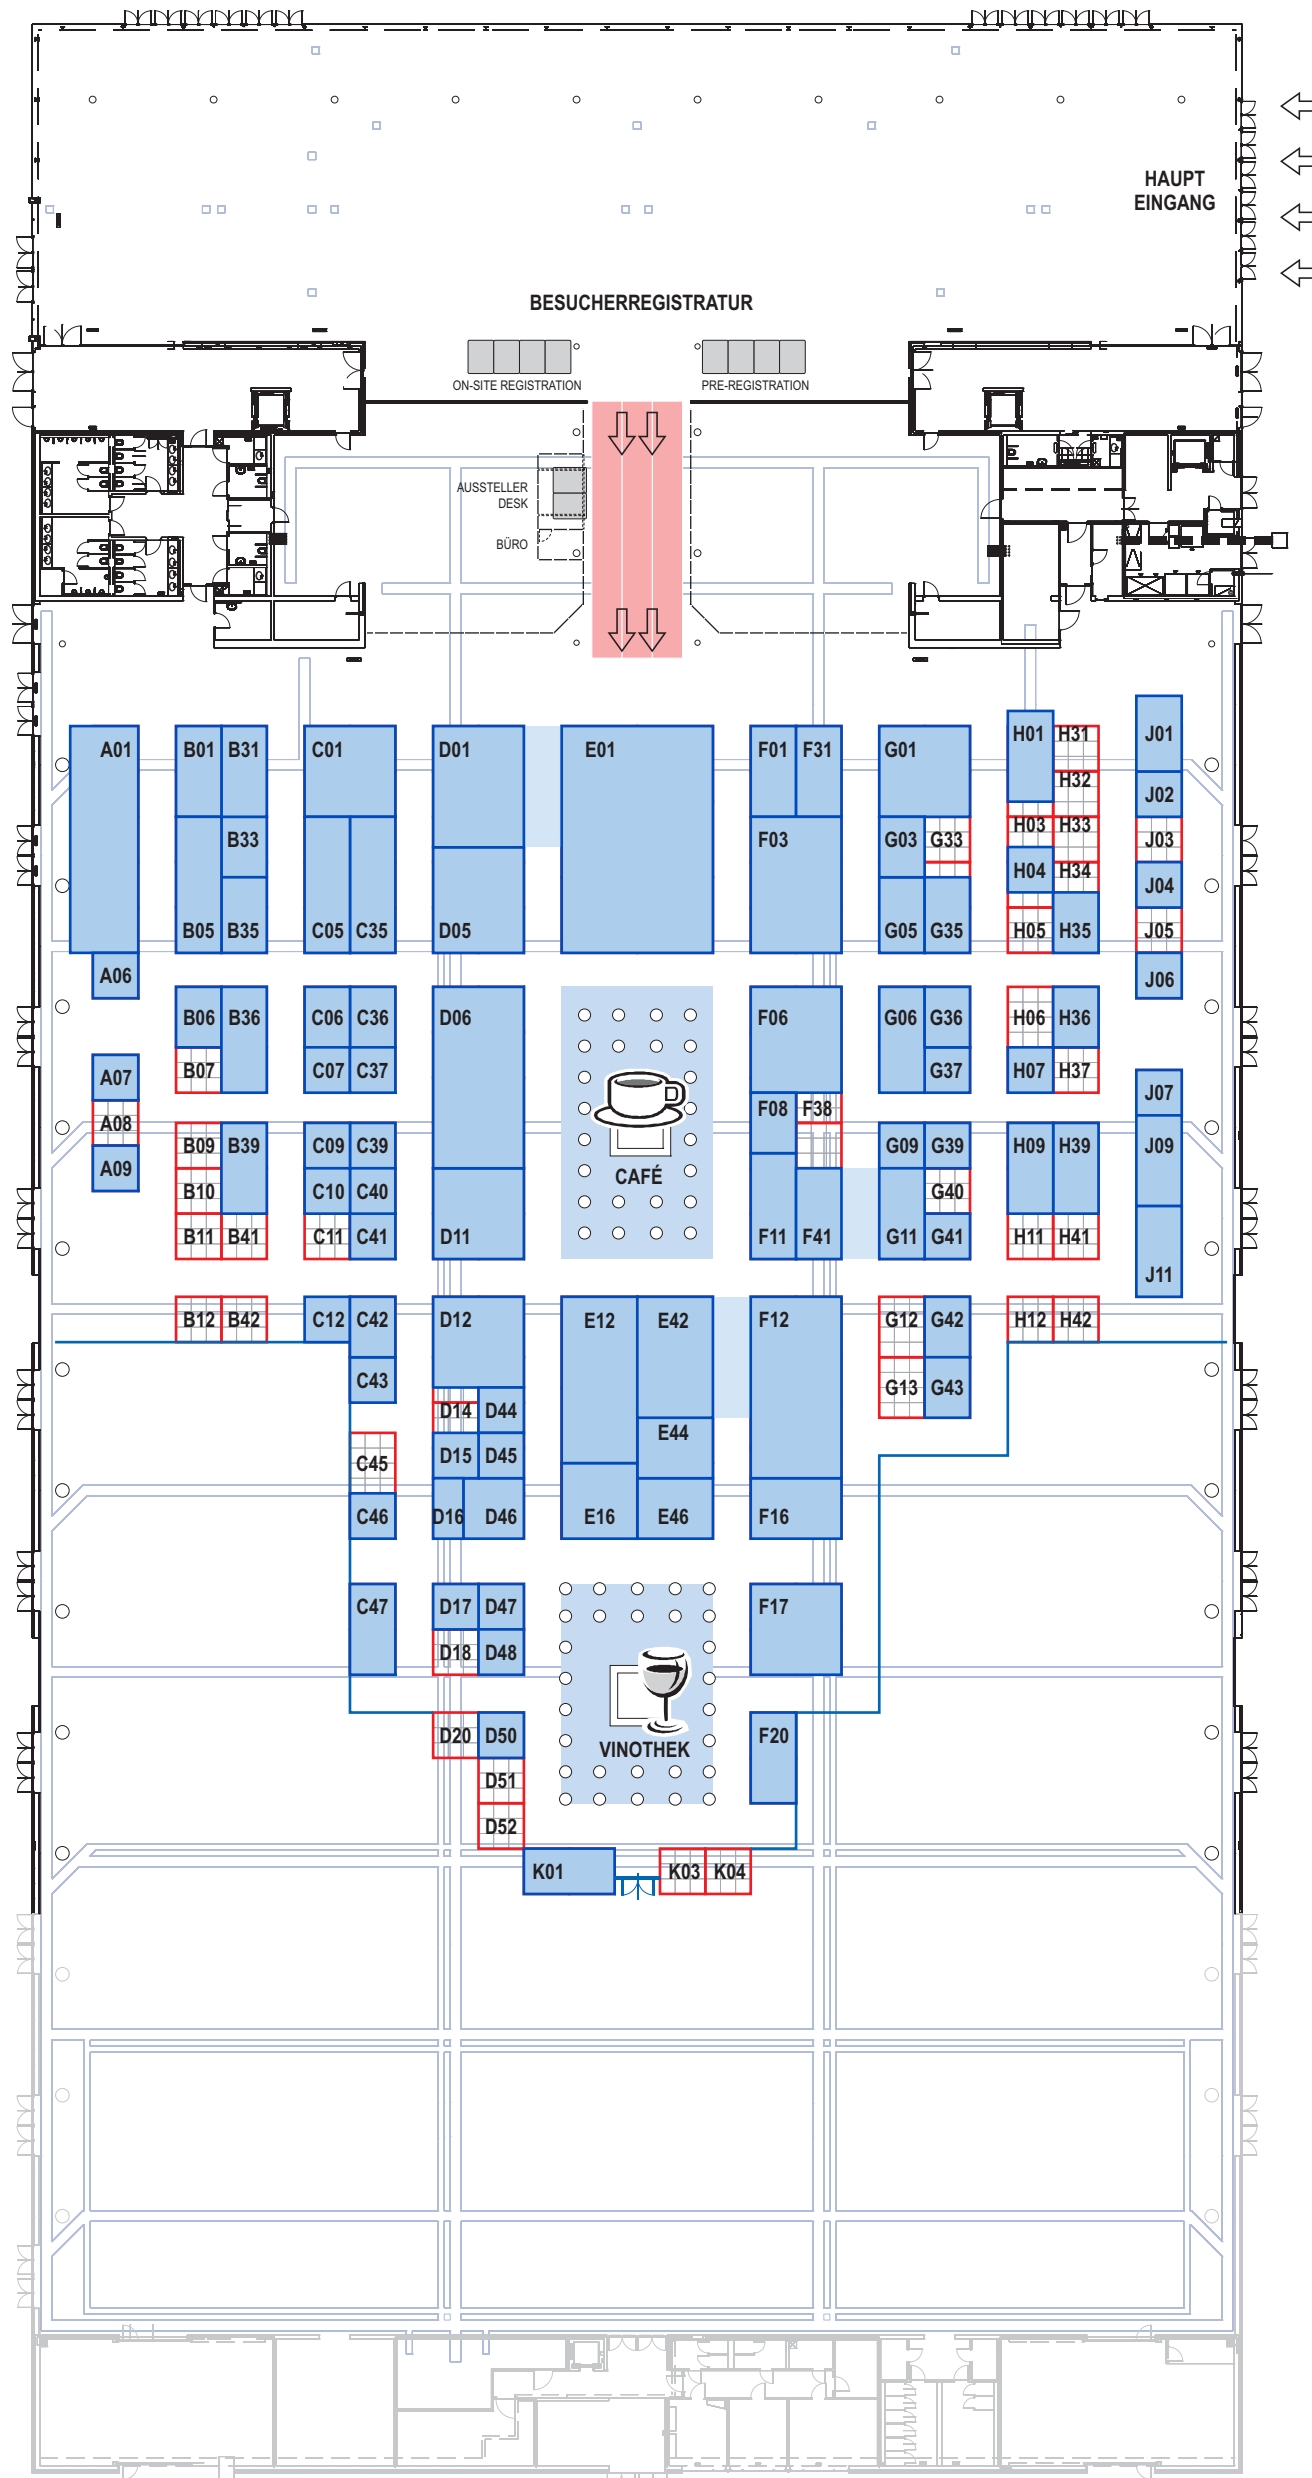 HAUPT
EINGANG
BESUCHERREGISTRATUR
ON-SITE REGISTRATION PRE-REGISTRATION
AUSSTELLER
DESK
BÜRO
A01 B01 B31 C01 D01 E01 F01 F31 G01 H01 H31 J01
H32 J02
B33 F03 G03 G33 H03 H33 J03
H04 H34 J04
B05 B35 C05 C35 D05 G05 G35 H05 H35 J05
A06 J06
B06 B36 C06 C36 D06 F06 G06 G36 H06 H36
A07 B07 C07 C37 G37 H07 H37 J07
A08 F08 F38
B09 B39 C09 C39 G09 G39 H09 H39 J09
A09 CAFÉ
B10 C10 C40 G40
B11 B41 C11 C41 D11 F11 F41 G11 G41 H11 H41
J11
B12 B42 C12 C42 D12 E12 E42 F12 G12 G42 H12 H42
C43 G13 G43
D14 D44
E44
C45 D15 D45
C46 D16 D46 E16 E46 F16
C47 D17 D47 F17
D18 D48
D20 D50 F20
VINOTHEK
D51
D52
K01 K03 K04